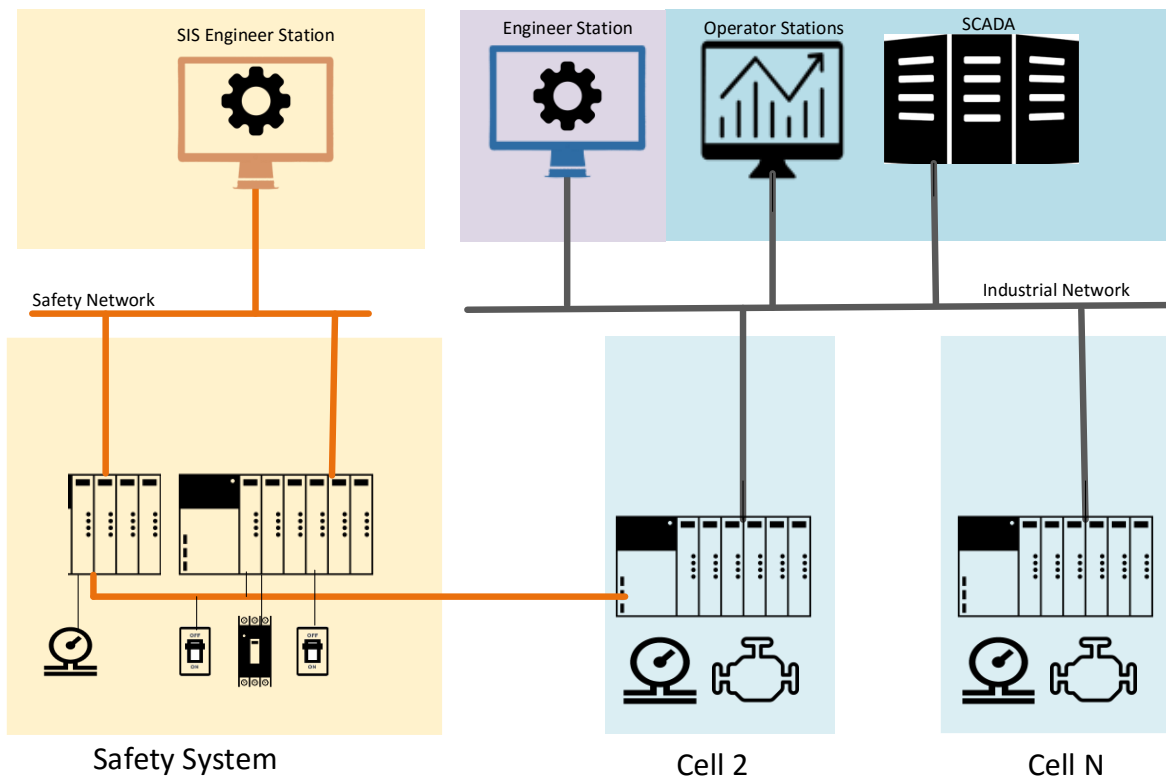 SIS Engineer Station
Engineer Station
Operator Stations
SCADA
Safety Network
Industrial Network
OFF
ON
OFF
ON
Safety System
Cell 2
Cell N